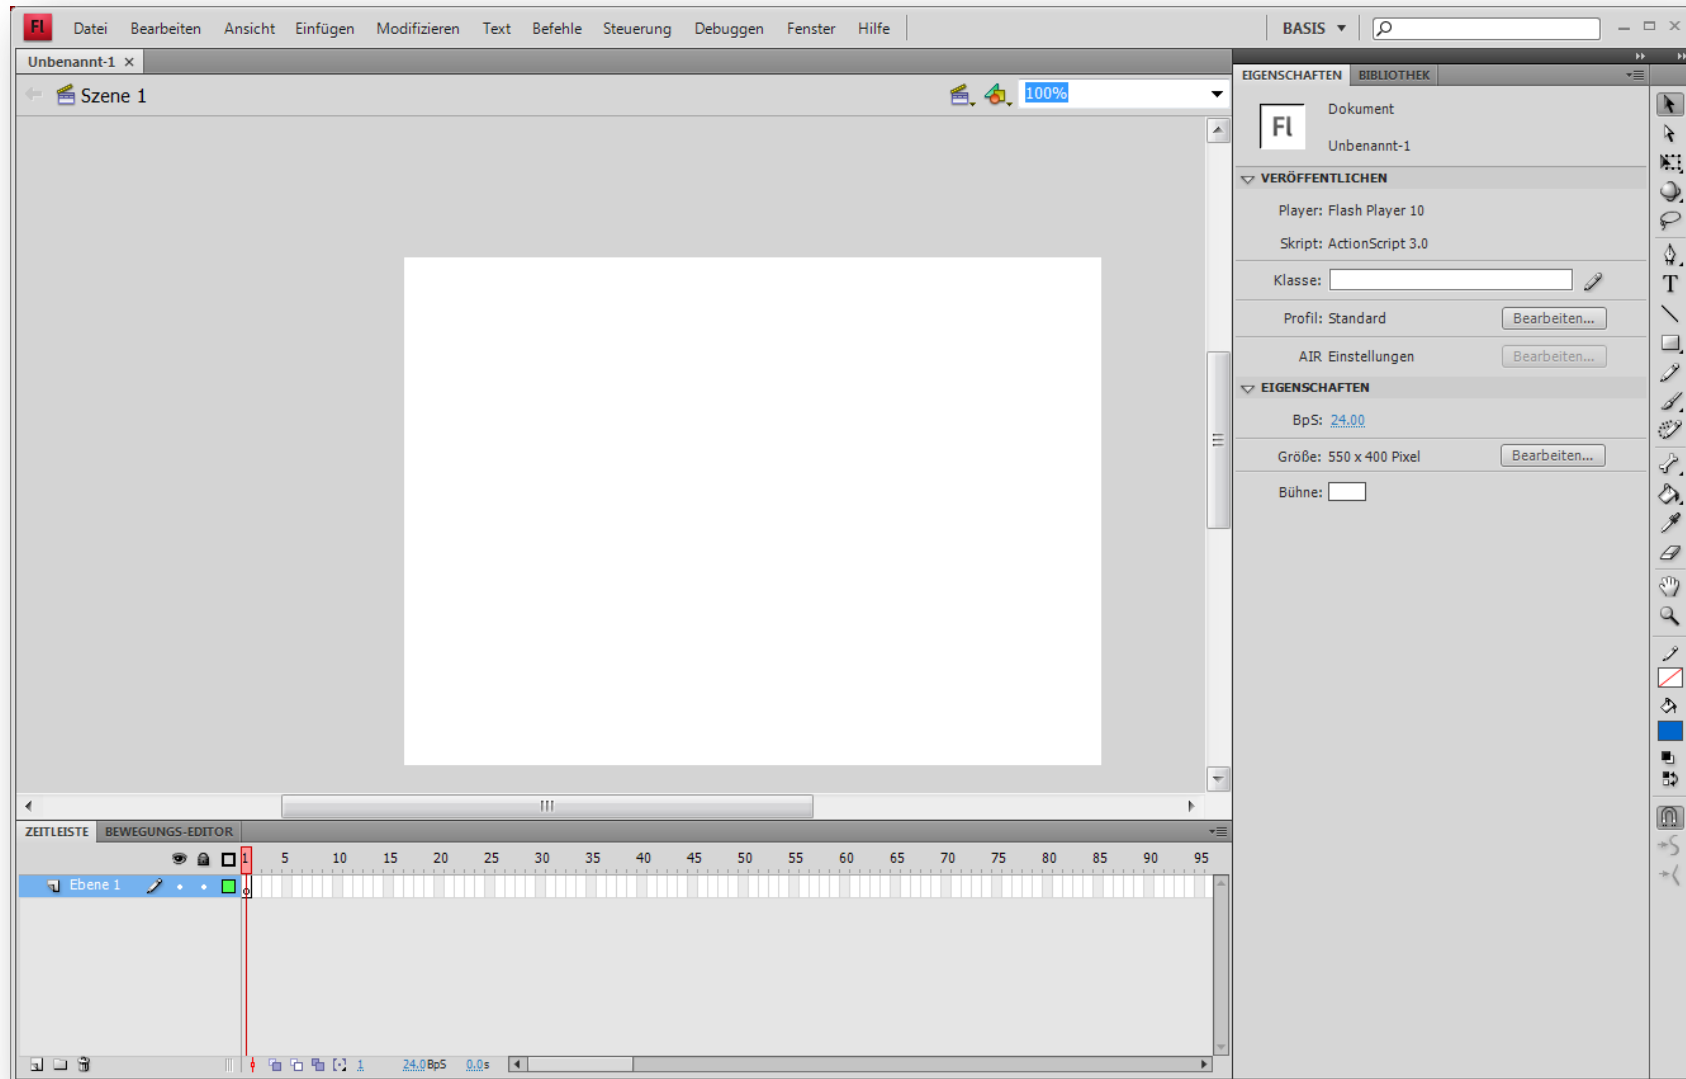 Fl Datei Bearbeiten Ansicht Einfügen Modifizieren Text Befehle Steuerung Debuggen Fenster Hilfe BASIS
Unbenannt-1
Szene 1 100%
EIGENSCHAFTEN BIBLIOTHEK
Fl
Dokument
Unbenannt-1
VERÖFFENTLICHEN
Player: Flash Player 10
Skript: ActionScript 3.0
Klasse:
Profil: Standard Bearbeiten...
AIR Einstellungen Bearbeiten...
EIGENSCHAFTEN
BpS: 24.00
Größe: 550 x 400 Pixel Bearbeiten...
Bühne:
T
ZEITLEISTE BEWEGUNGS-EDITOR
1 5 10 15 20 25 30 35 40 45 50 55 60 65 70 75 80 85 90 95
Ebene 1
1 24.0 BpS 0.0 s